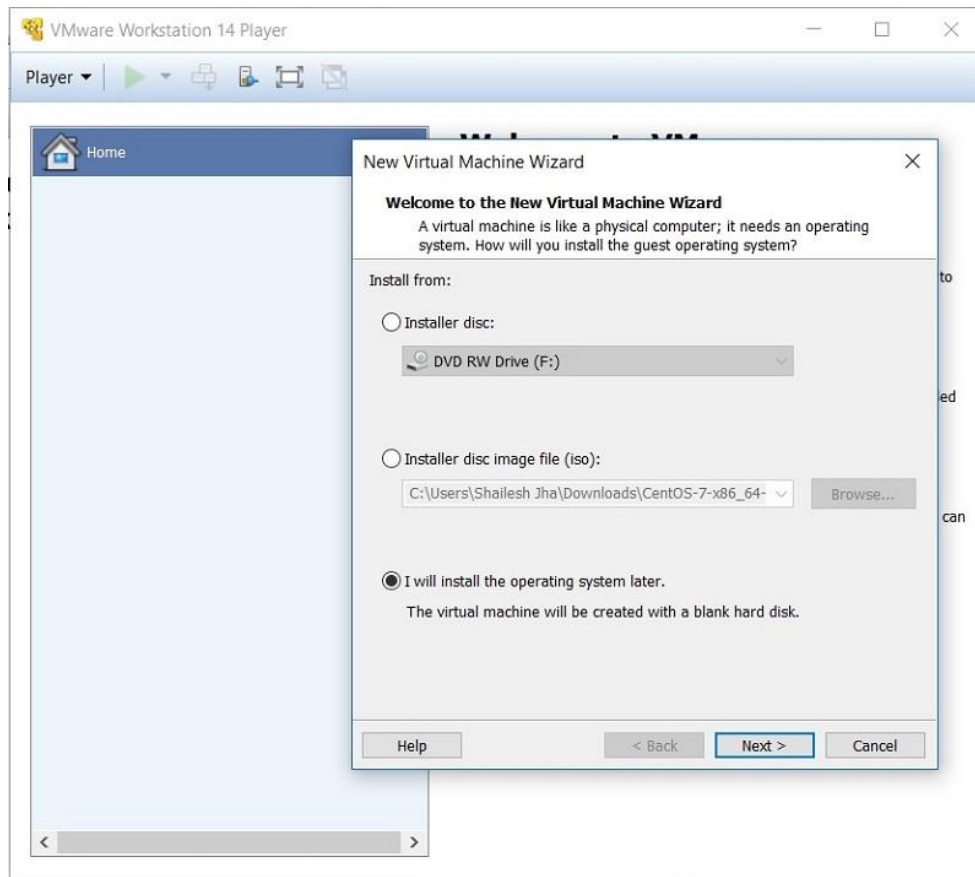 VMware Workstation 14 Player
Player
Home
New Virtual Machine Wizard
Welcome to the New Virtual Machine Wizard
A virtual machine is like a physical computer; it needs an operating
system. How will you install the guest operating system?
Install from:
to
Installer disc:
DVD RW Drive (F:)
Installer disc image file (iso):
C:\Users\Shailesh Jha\Downloads\CentOS-7-x86_64-
Browse...
can
I will install the operating system later.
The virtual machine will be created with a blank hard disk.
Help
< Back
Next >
Cancel